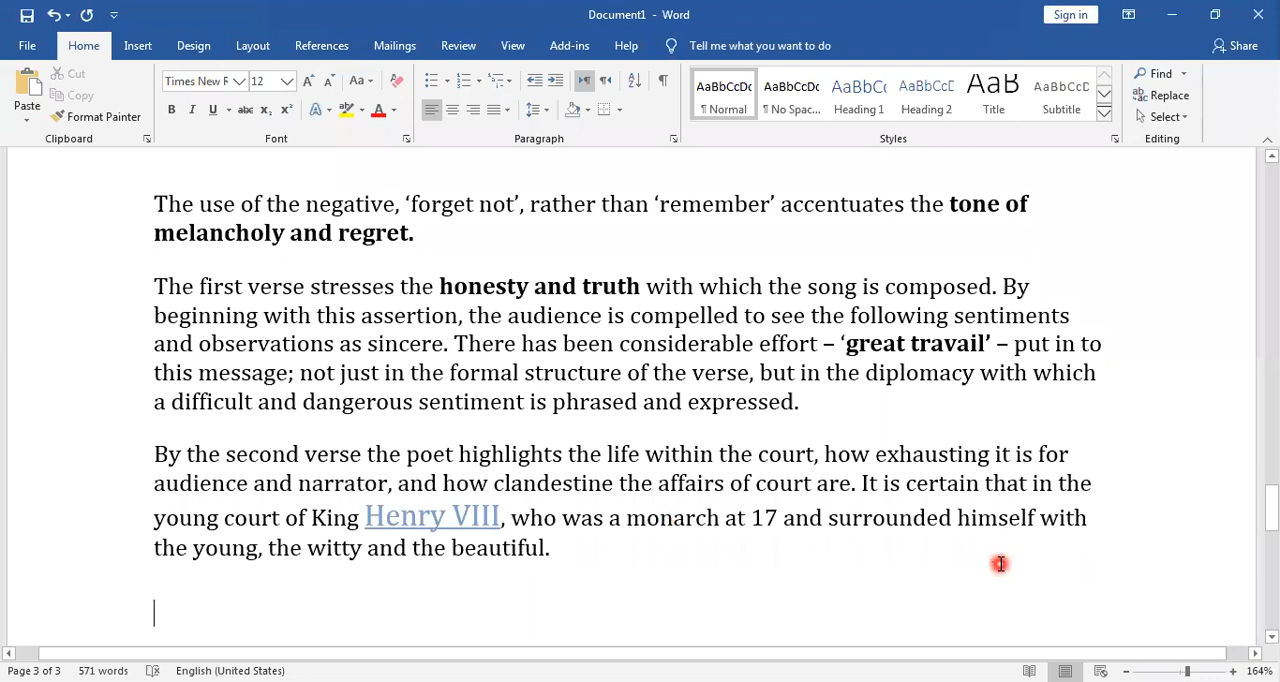 Document1 - Word
Sign in
File Home Insert Design Layout References Mailings Review View Add-ins Help Tell me what you want to do Share
Paste
Cut
Copy
Format Painter
Times New R 12
Aa
B I U abc x₂ x² A ab A
AaBbCcDc AaBbCcDc AaBbCc AaBbCcD AaB AaBbCcD
¶ Normal ¶ No Spac... Heading 1 Heading 2 Title Subtitle
Find
Replace
Select
Clipboard Font Paragraph Styles Editing
The use of the negative, ‘forget not’, rather than ‘remember’ accentuates the tone of
melancholy and regret.
The first verse stresses the honesty and truth with which the song is composed. By
beginning with this assertion, the audience is compelled to see the following sentiments
and observations as sincere. There has been considerable effort – ‘great travail’ – put in to
this message; not just in the formal structure of the verse, but in the diplomacy with which
a difficult and dangerous sentiment is phrased and expressed.
By the second verse the poet highlights the life within the court, how exhausting it is for
audience and narrator, and how clandestine the affairs of court are. It is certain that in the
young court of King Henry VIII, who was a monarch at 17 and surrounded himself with
the young, the witty and the beautiful.
Page 3 of 3 571 words English (United States) 164%